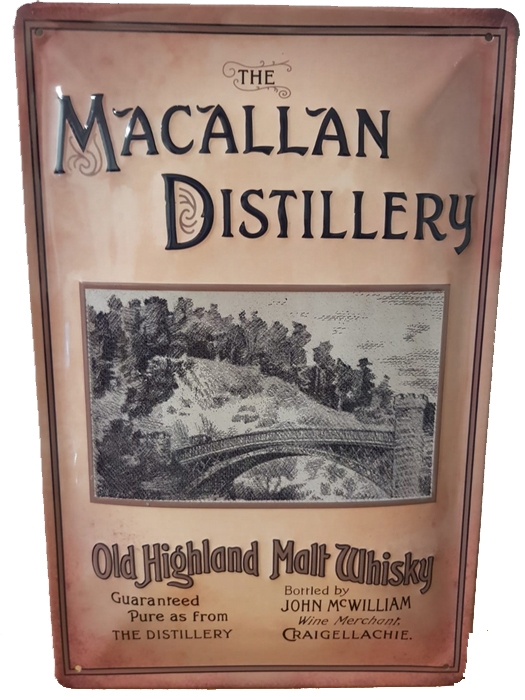 THE
MACALLAN
DISTILLERY
Old Highland Malt Whisky
Guaranteed
Pure as from
THE DISTILLERY
Bottled by
JOHN McWILLIAM
Wine Merchant,
CRAIGELLACHIE.